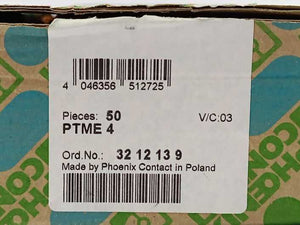 4 046356 512725
Pieces: 50 V/C:03
PTME 4
Ord.No.: 32 12 13 9
Made by Phoenix Contact in Poland